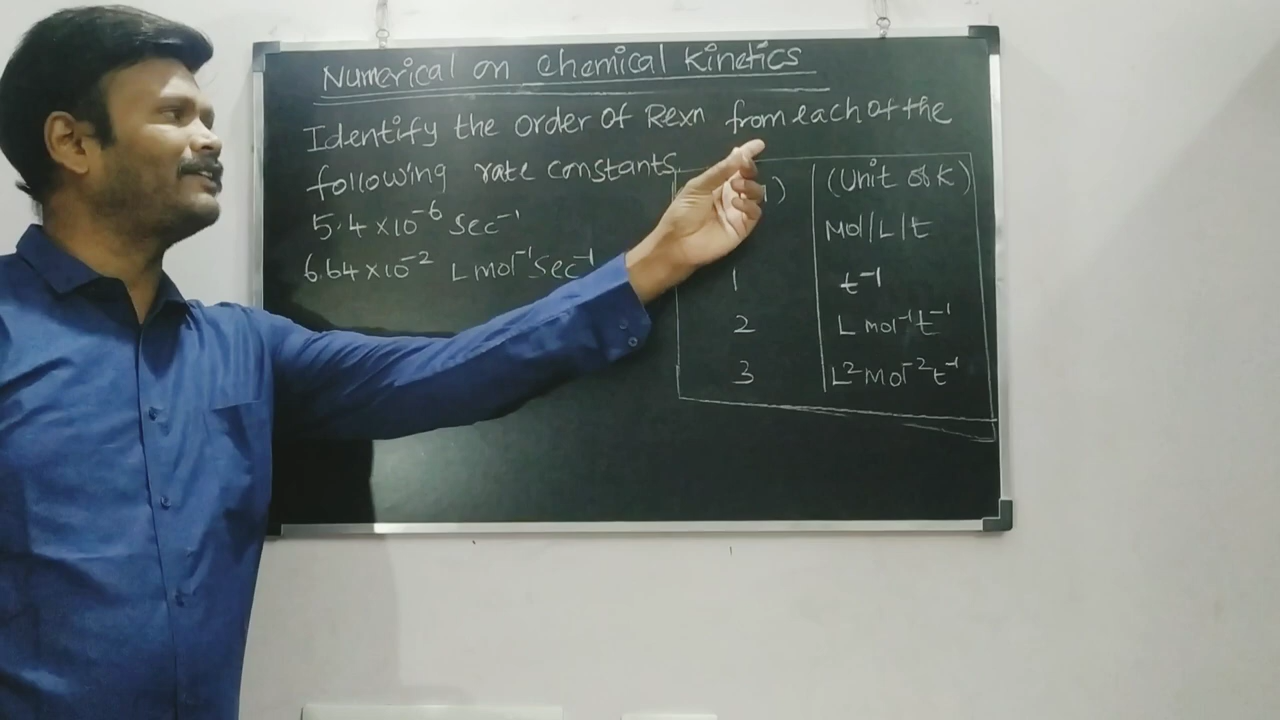 Numerical on chemical Kinetics
Identify the order of Rexn from each of the
following rate constants
5.4 × 10⁻⁶ Sec⁻¹
6.64 × 10⁻² L mol⁻¹ Sec⁻¹
(Unit of K)
Mol/L/t
1 t⁻¹
2 L mol⁻¹ t⁻¹
3 L² Mol⁻² t⁻¹